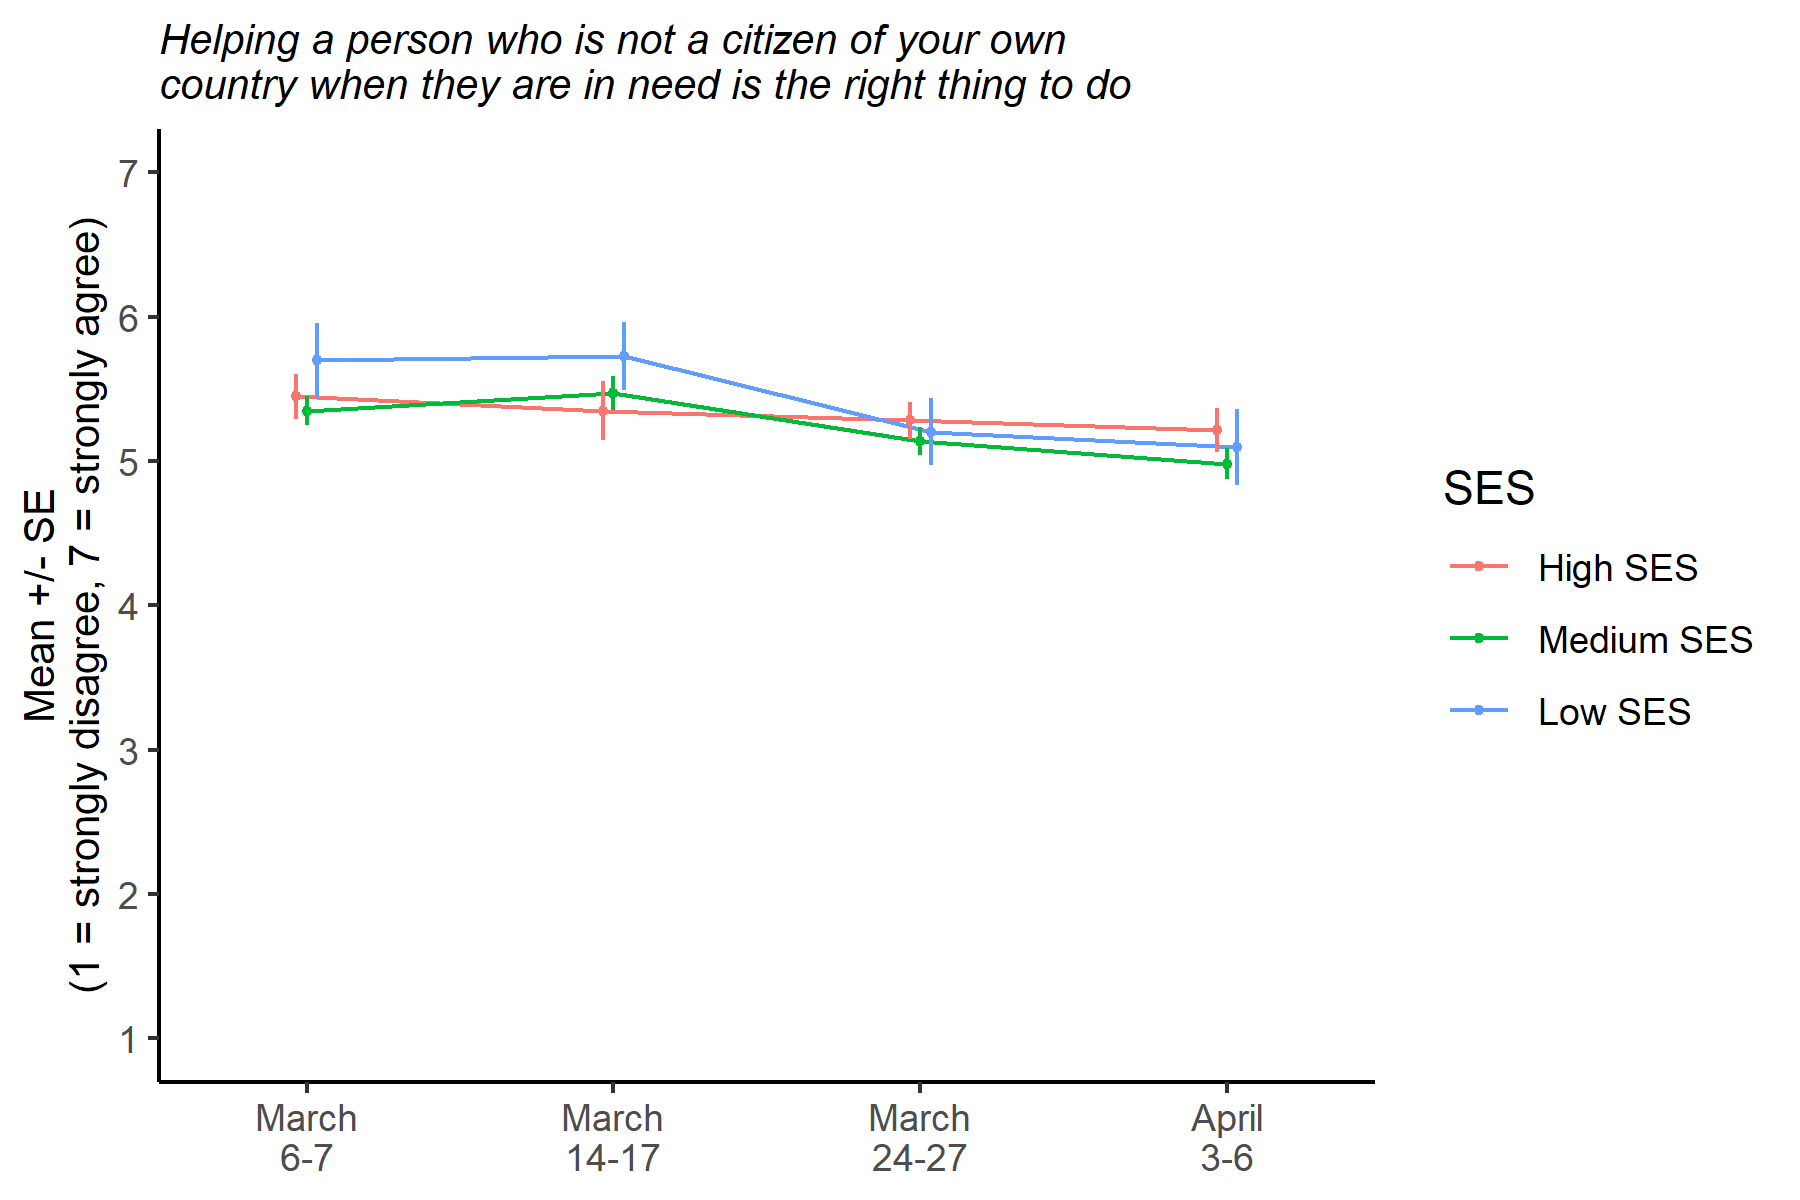 Helping a person who is not a citizen of your own
country when they are in need is the right thing to do
Mean +/- SE
(1 = strongly disagree, 7 = strongly agree)
7
6
5
4
3
2
1
March
6-7
March
14-17
March
24-27
April
3-6
SES
High SES
Medium SES
Low SES